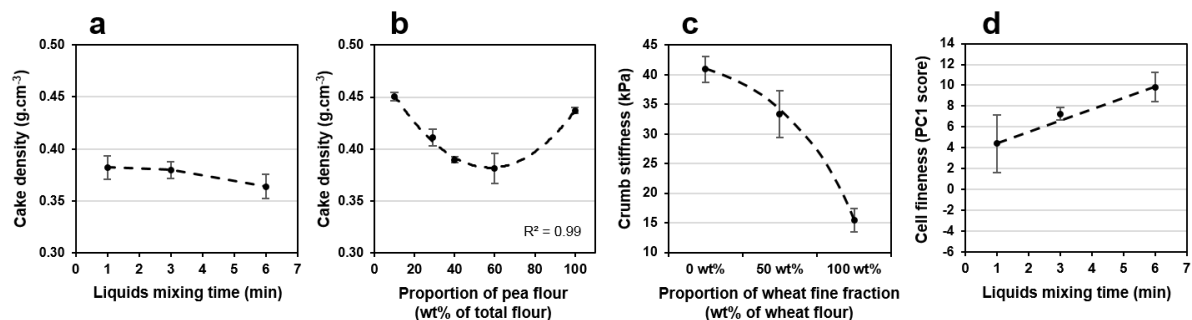 a
0.50
0.45
0.40
0.35
0.30
Cake density (g.cm-3)
0 1 2 3 4 5 6 7
Liquids mixing time (min)
b
0.50
0.45
0.40
0.35
0.30
Cake density (g.cm-3)
R² = 0.99
0 20 40 60 80 100
Proportion of pea flour
(wt% of total flour)
c
45
40
35
30
25
20
15
10
Crumb stiffness (kPa)
0 wt% 50 wt% 100 wt%
Proportion of wheat fine fraction
(wt% of wheat flour)
d
14
12
10
8
6
4
2
0
-2
-4
-6
Cell fineness (PC1 score)
0 1 2 3 4 5 6 7
Liquids mixing time (min)